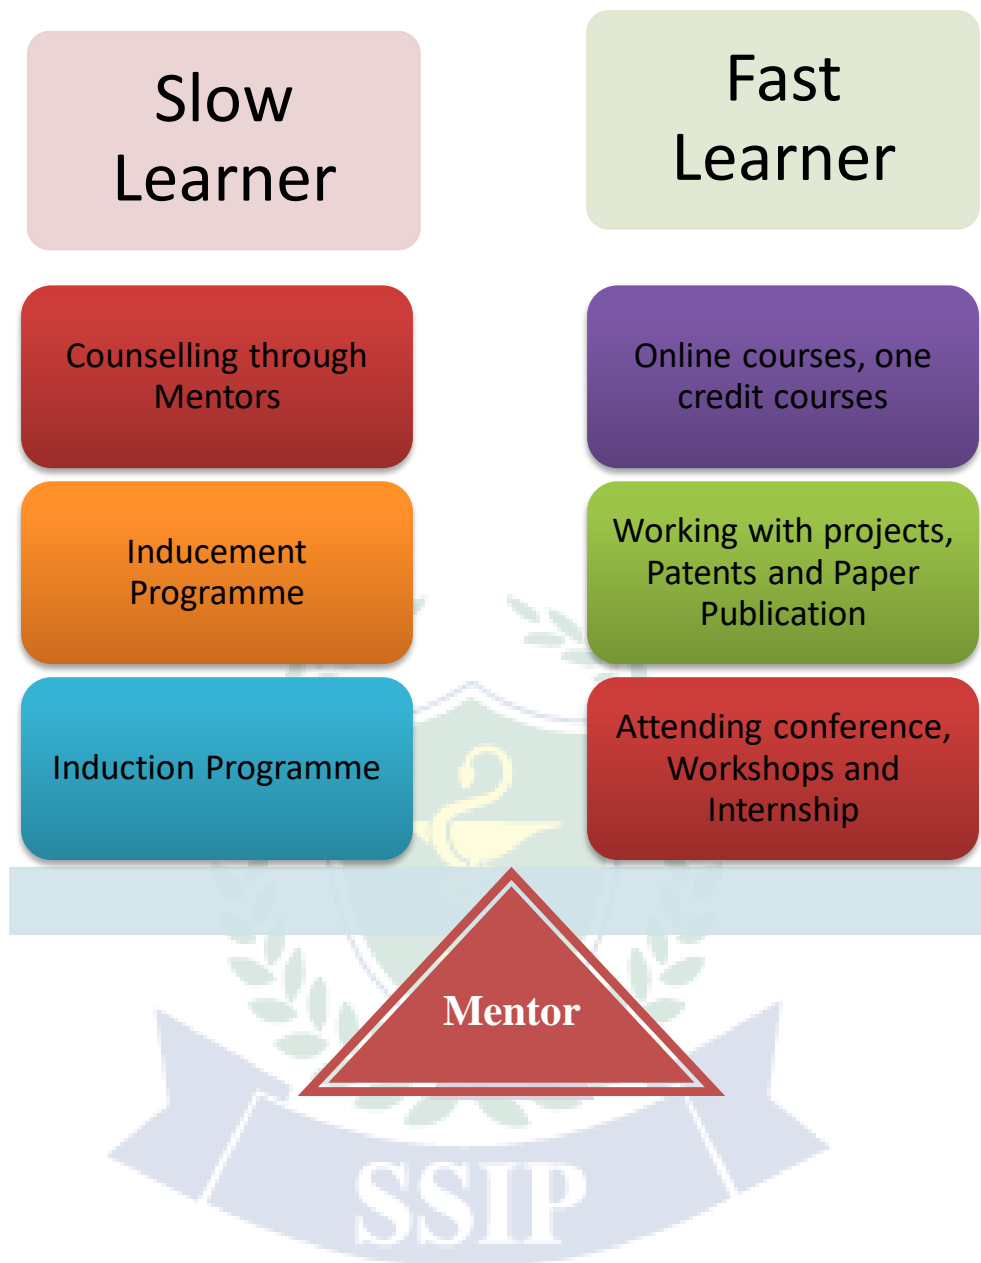 Slow
Learner
Fast
Learner
Counselling through
Mentors
Online courses, one
credit courses
Inducement
Programme
Working with projects,
Patents and Paper
Publication
Induction Programme
Attending conference,
Workshops and
Internship
Mentor
SSIP